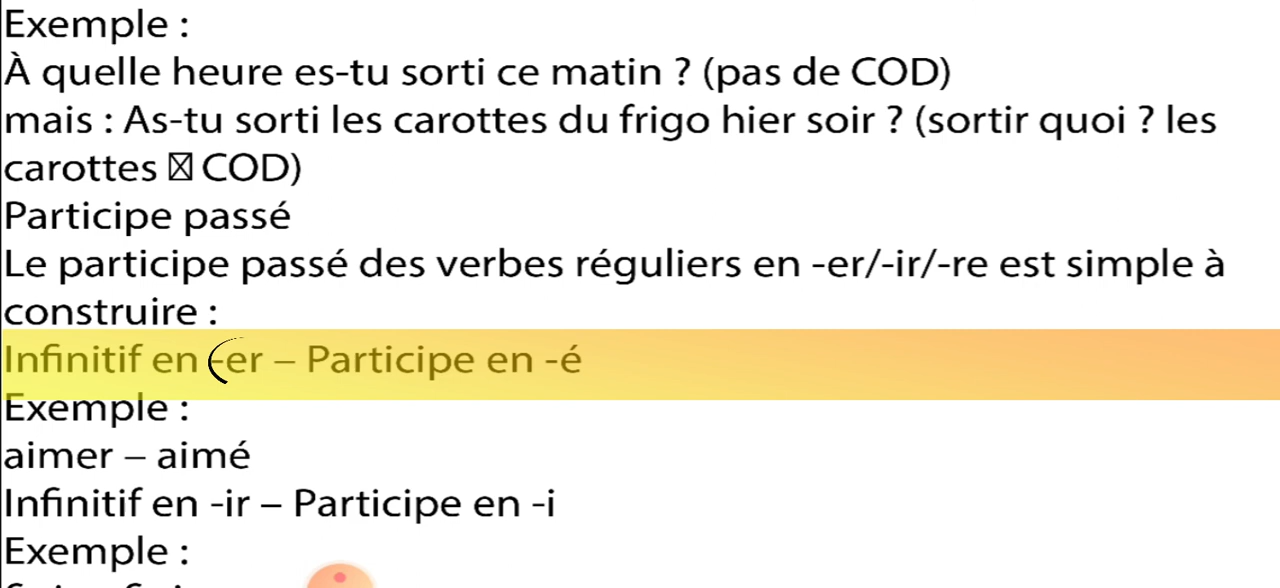 Exemple :
À quelle heure es-tu sorti ce matin ? (pas de COD)
mais : As-tu sorti les carottes du frigo hier soir ? (sortir quoi ? les
carottes ☒ COD)
Participe passé
Le participe passé des verbes réguliers en -er/-ir/-re est simple à
construire :
Infinitif en -er – Participe en -é
Exemple :
aimer – aimé
Infinitif en -ir – Participe en -i
Exemple :